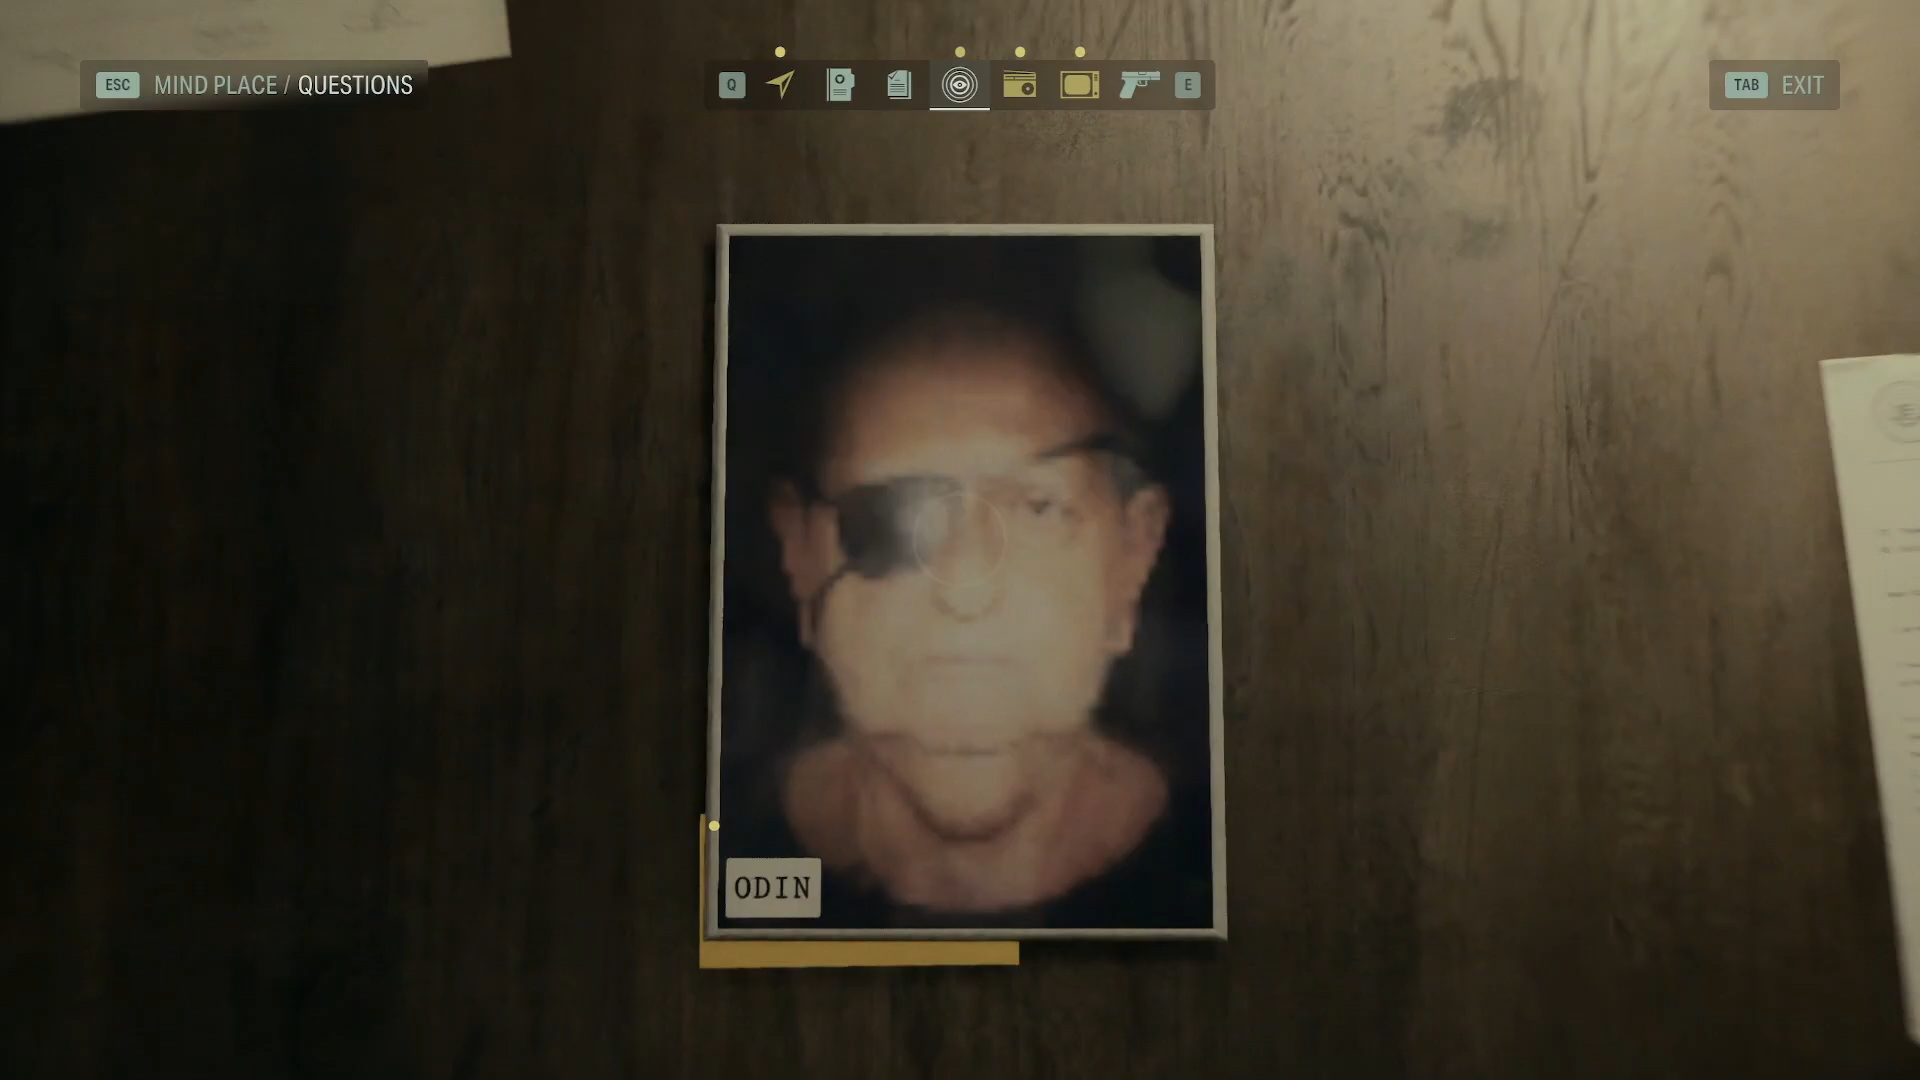 ESC MIND PLACE / QUESTIONS
Q E
TAB EXIT
ODIN